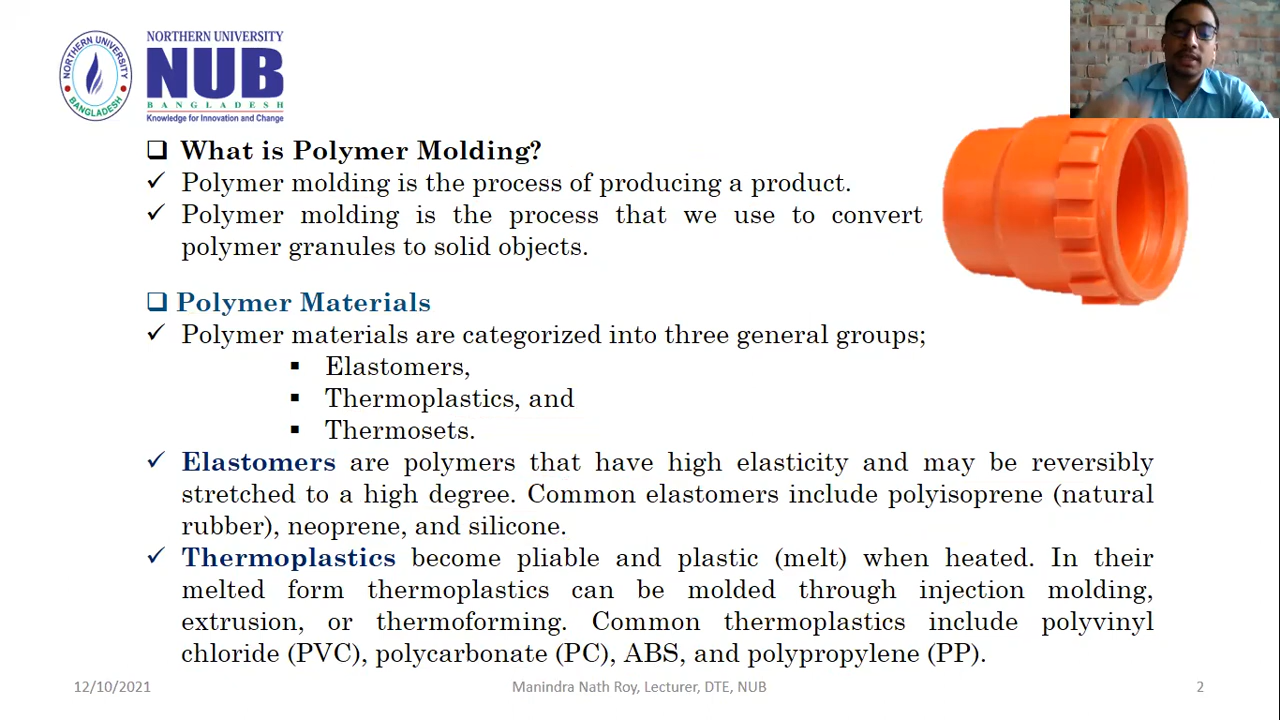 NORTHERN UNIVERSITY
BANGLADESH
NORTHERN UNIVERSITY
NUB
BANGLADESH
Knowledge for Innovation and Change
What is Polymer Molding?
Polymer molding is the process of producing a product.
Polymer molding is the process that we use to convert
polymer granules to solid objects.
Polymer Materials
Polymer materials are categorized into three general groups;
Elastomers,
Thermoplastics, and
Thermosets.
Elastomers are polymers that have high elasticity and may be reversibly
stretched to a high degree. Common elastomers include polyisoprene (natural
rubber), neoprene, and silicone.
Thermoplastics become pliable and plastic (melt) when heated. In their
melted form thermoplastics can be molded through injection molding,
extrusion, or thermoforming. Common thermoplastics include polyvinyl
chloride (PVC), polycarbonate (PC), ABS, and polypropylene (PP).
12/10/2021
Manindra Nath Roy, Lecturer, DTE, NUB
2